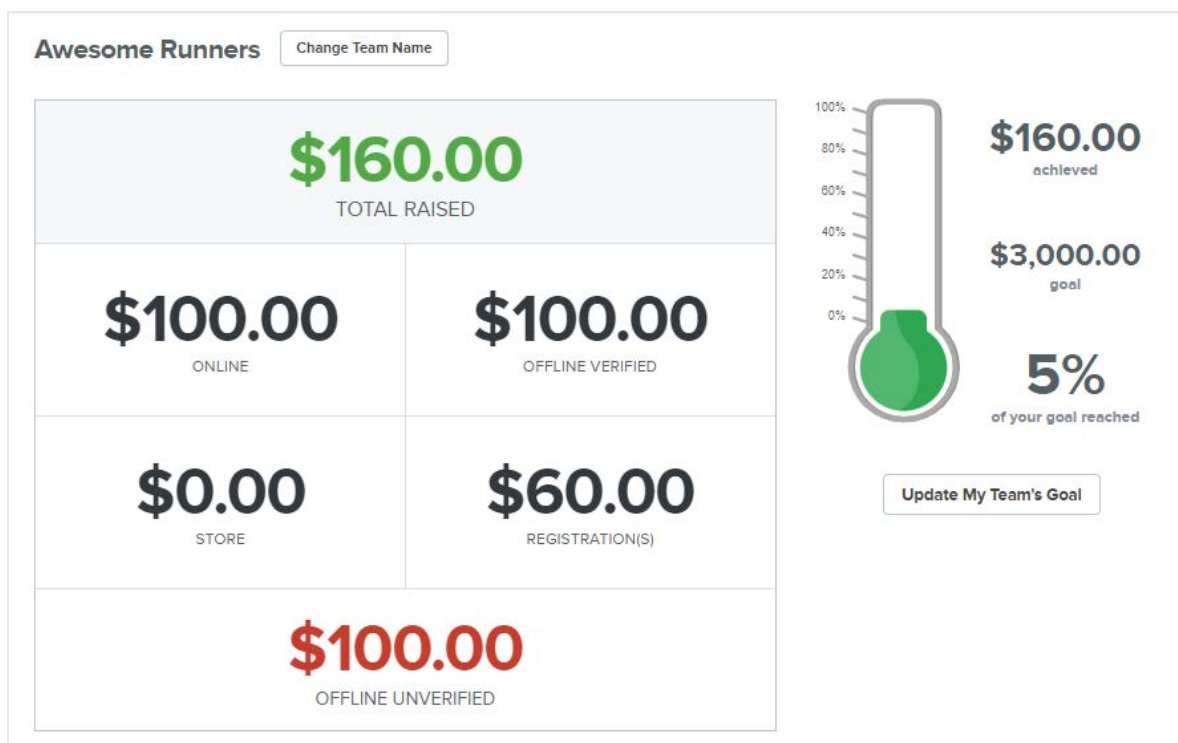 Awesome Runners
Change Team Name
$160.00
TOTAL RAISED
$100.00
ONLINE
$100.00
OFFLINE VERIFIED
$0.00
STORE
$60.00
REGISTRATION(S)
$100.00
OFFLINE UNVERIFIED
100%
80%
60%
40%
20%
0%
$160.00
achieved
$3,000.00
goal
5%
of your goal reached
Update My Team's Goal